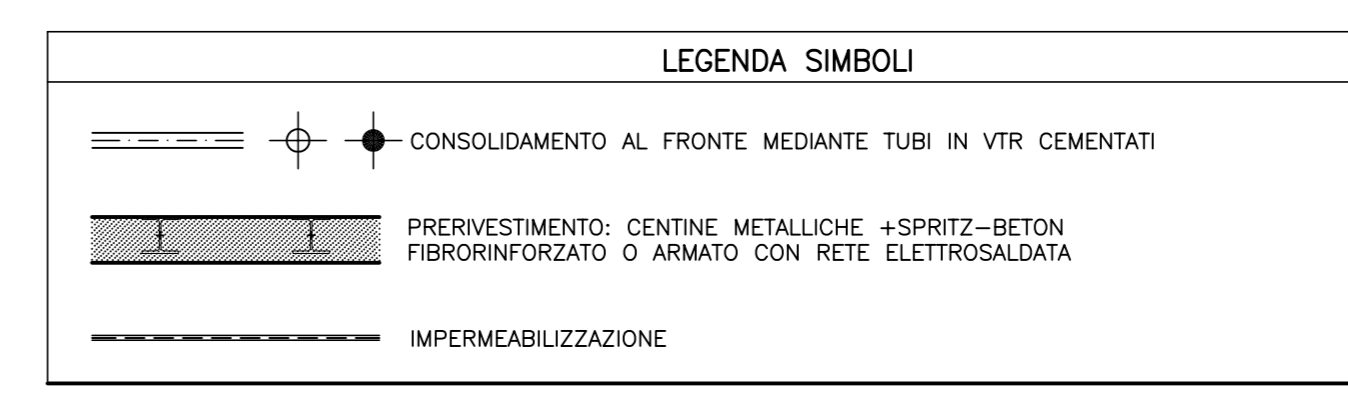 LEGENDA SIMBOLI
CONSOLIDAMENTO AL FRONTE MEDIANTE TUBI IN VTR CEMENTATI
PRERIVESTIMENTO: CENTINE METALLICHE +SPRITZ-BETON
FIBRORINFORZATO O ARMATO CON RETE ELETTROSALDATA
IMPERMEABILIZZAZIONE